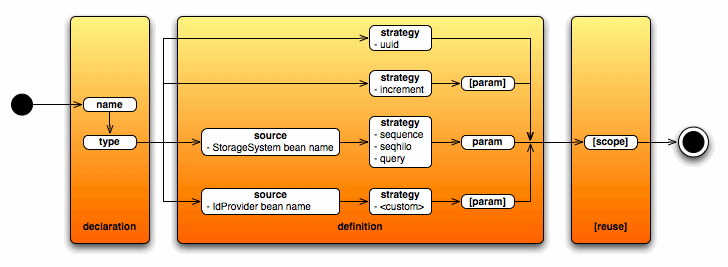 name
type
declaration
strategy
- uuid
strategy
- increment
[param]
source
- StorageSystem bean name
strategy
- sequence
- seqhilo
- query
param
source
- IdProvider bean name
strategy
- <custom>
[param]
definition
[scope]
[reuse]